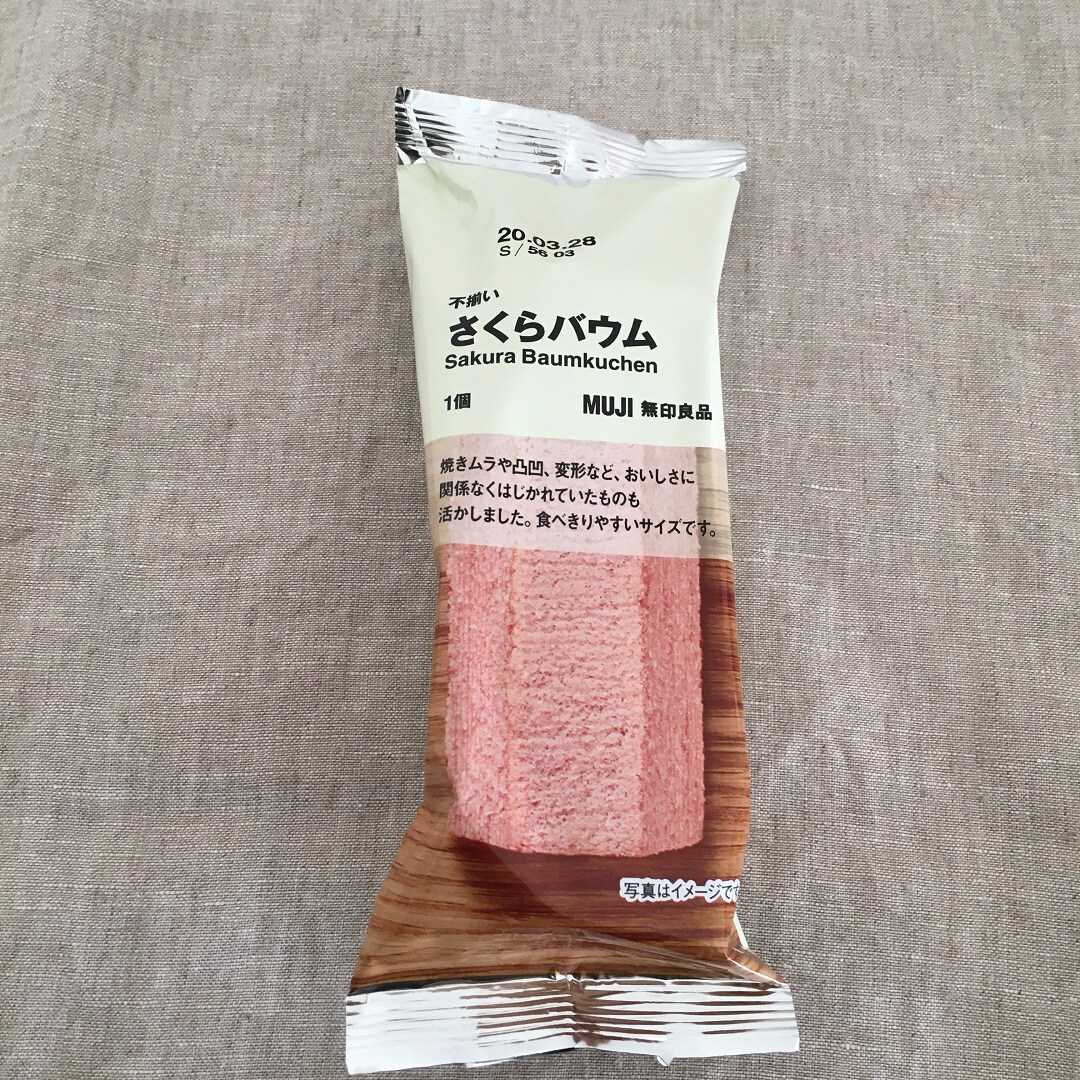 20.03.28
S/56 03
不揃い
さくらバウム
Sakura Baumkuchen
1個
MUJI 無印良品
焼きムラや凸凹、変形など、おいしさに
関係なくはじかれていたものも
活かしました。食べきりやすいサイズです。
写真はイメージです